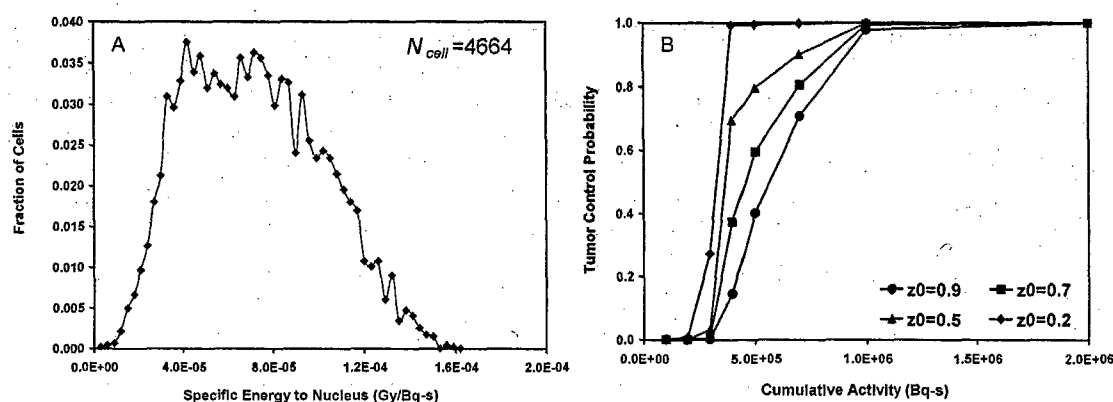 A
N cell =4664
Fraction of Cells
0.040
0.035
0.030
0.025
0.020
0.015
0.010
0.005
0.000
0.0E+00 4.0E-05 8.0E-05 1.2E-04 1.6E-04 2.0E-04
Specific Energy to Nucleus (Gy/Bq-s)
B
Tumor Control Probability
1.0
0.8
0.6
0.4
0.2
0.0
z0=0.9 z0=0.7
z0=0.5 z0=0.2
0.0E+00 5.0E+05 1.0E+06 1.5E+06 2.0E+06
Cumulative Activity (Bq-s)